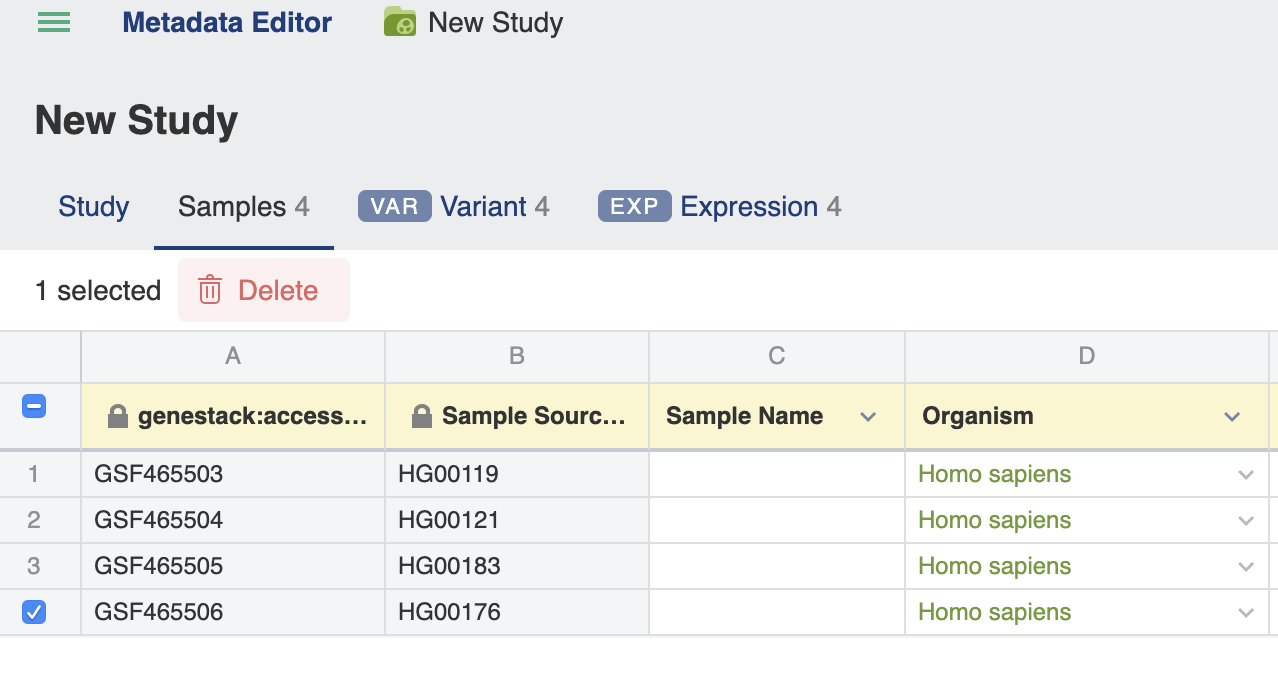 Metadata Editor New Study
New Study
Study Samples 4 VAR Variant 4 EXP Expression 4
1 selected Delete
A B C D
genestack:access... Sample Sourc... Sample Name Organism
1 GSF465503 HG00119 Homo sapiens
2 GSF465504 HG00121 Homo sapiens
3 GSF465505 HG00183 Homo sapiens
GSF465506 HG00176 Homo sapiens